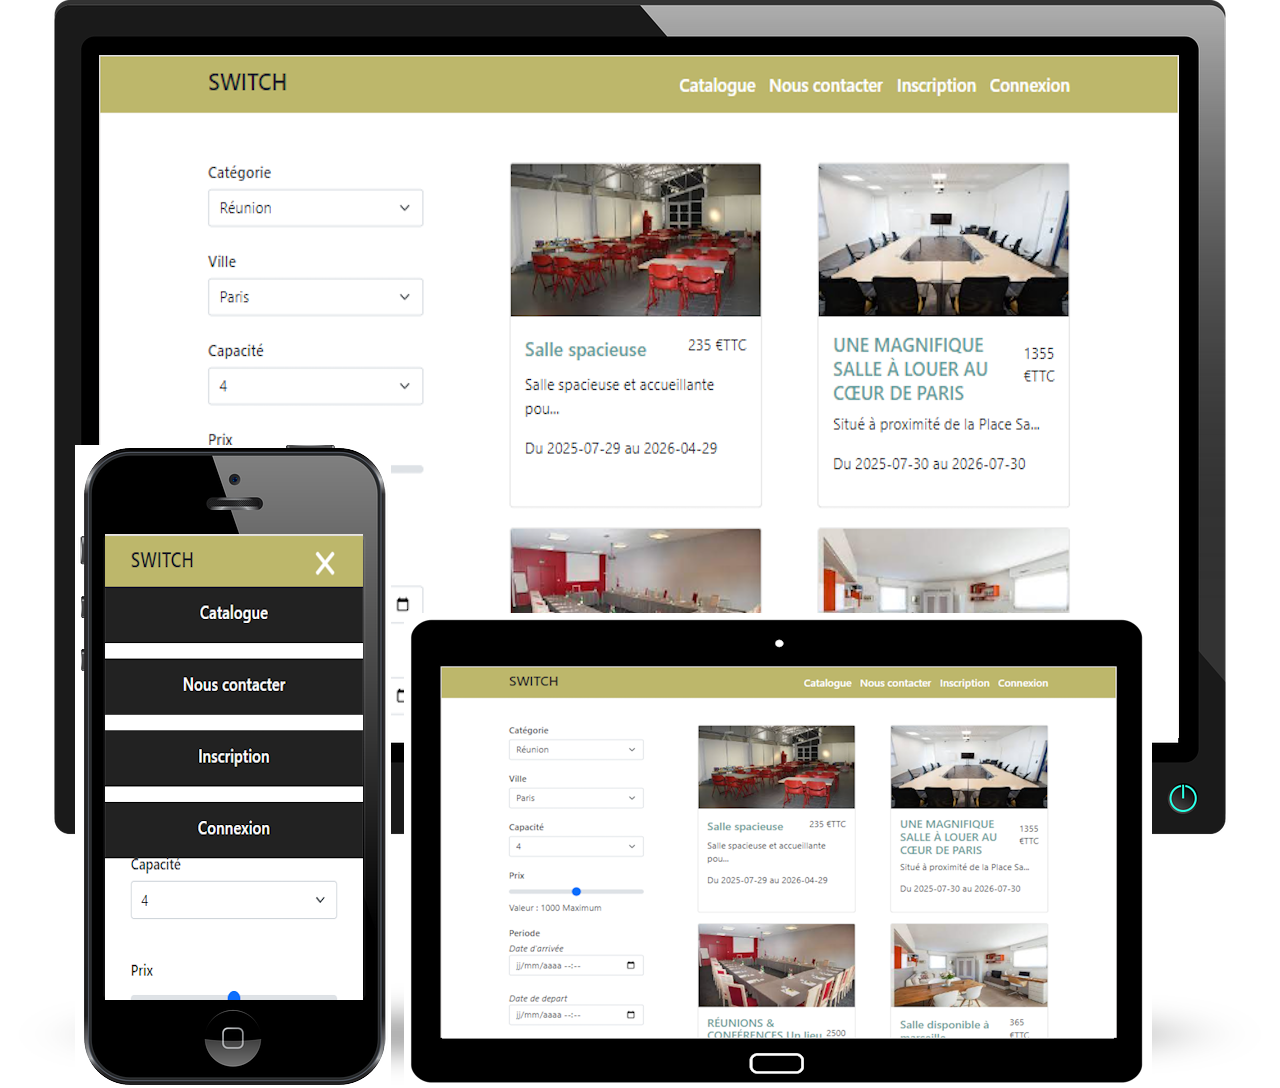 SWITCH
Catalogue Nous contacter Inscription Connexion
Catégorie
Réunion
Ville
Paris
Capacité
4
Prix
Salle spacieuse
235 €TTC
Salle spacieuse et accueillante
pou...
Du 2025-07-29 au 2026-04-29
UNE MAGNIFIQUE
SALLE À LOUER AU
CŒUR DE PARIS
1355
€TTC
Situé à proximité de la Place Sa...
Du 2025-07-30 au 2026-07-30
SWITCH
X
Catalogue
Nous contacter
Inscription
Connexion
Capacité
4
Prix
SWITCH
Catalogue Nous contacter Inscription Connexion
Catégorie
Réunion
Ville
Paris
Capacité
4
Prix
Valeur : 1000 Maximum
Periode
Date d'arrivée
jj/mm/aaaa --:--
Date de depart
jj/mm/aaaa --:--
Salle spacieuse
235 €TTC
Salle spacieuse et accueillante
pou...
Du 2025-07-29 au 2026-04-29
UNE MAGNIFIQUE
SALLE À LOUER AU
CŒUR DE PARIS
1355
€TTC
Situé à proximité de la Place Sa...
Du 2025-07-30 au 2026-07-30
RÉUNIONS &
CONFÉRENCES Un lieu
2500
Salle disponible à
marseille
365
€TTC